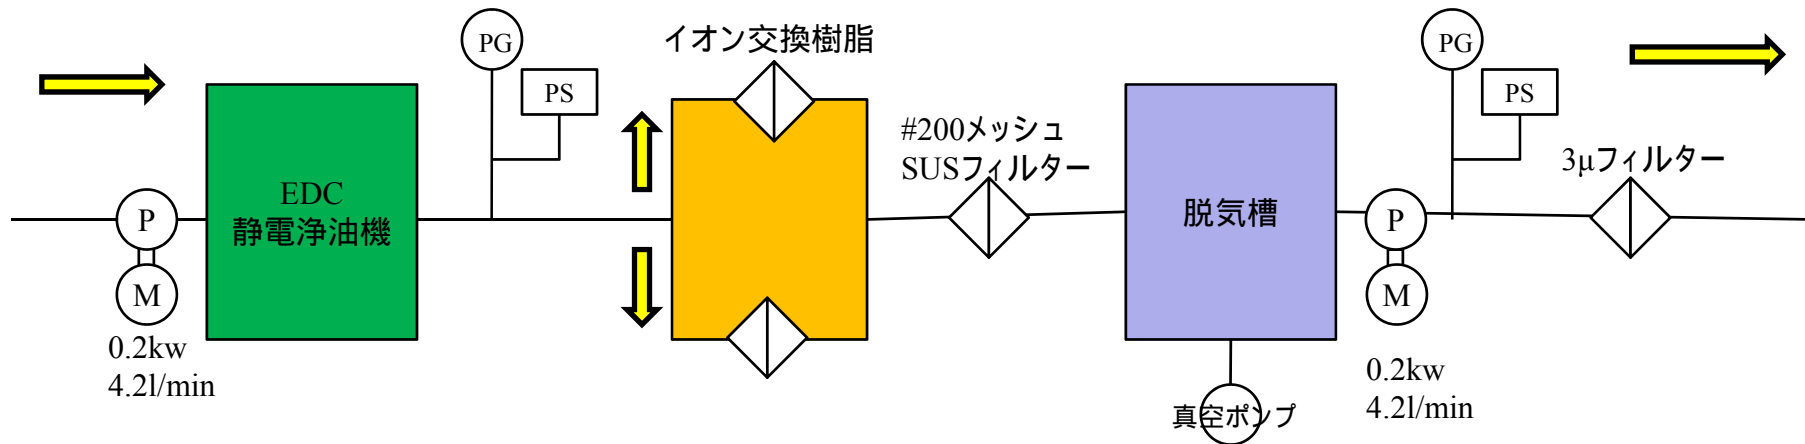 PG
PS
イオン交換樹脂
EDC
静電浄油機
P
M
0.2kw
4.2l/min
#200メッシュ
SUSフィルター
脱気槽
真空ポンプ
PG
PS
3μフィルター
P
M
0.2kw
4.2l/min